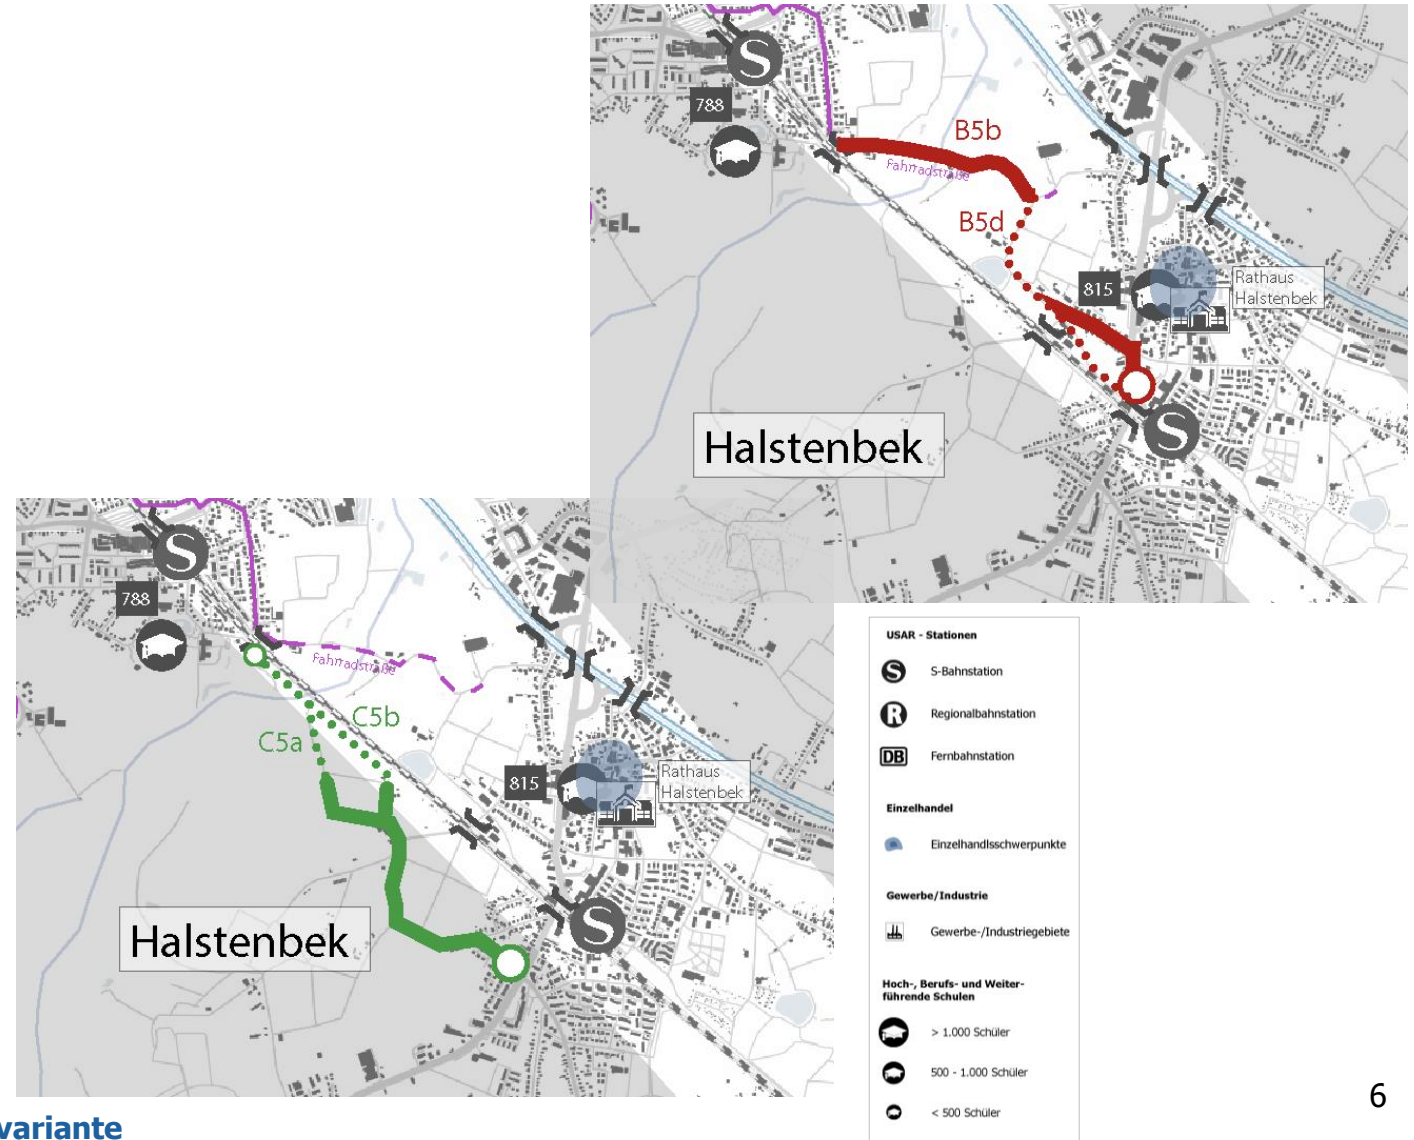 S
788
B5b
Fahrradstraße
B5d
815
Rathaus
Halstenbek
S
Halstenbek
S
788
Fahrradstraße
C5b
C5a
815
Rathaus
Halstenbek
S
Halstenbek
USAR - Stationen
S S-Bahnstation
R Regionalbahnstation
DB Fernbahnstation
Einzelhandel
Einzelhandlsschwerpunkte
Gewerbe/Industrie
Gewerbe-/Industriegebiete
Hoch-, Berufs- und Weiter-
führende Schulen
> 1.000 Schüler
500 - 1.000 Schüler
< 500 Schüler
6
variante